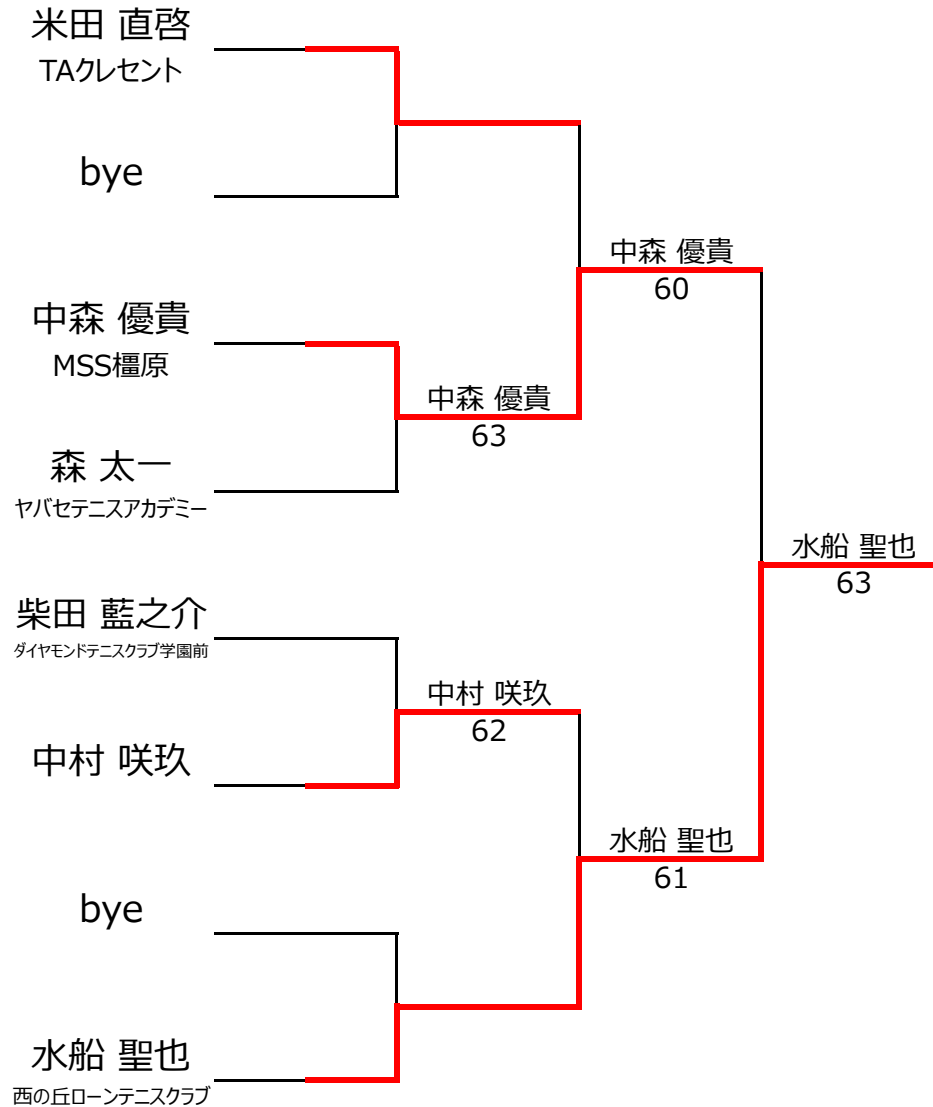 米田 直啓
TAクレセント
bye
中森 優貴
60
中森 優貴
MSS橿原
中森 優貴
63
森 太一
ヤバセテニスアカデミー
水船 聖也
63
柴田 藍之介
ダイヤモンドテニスクラブ学園前
中村 咲玖
62
中村 咲玖
水船 聖也
61
bye
水船 聖也
西の丘ローンテニスクラブ